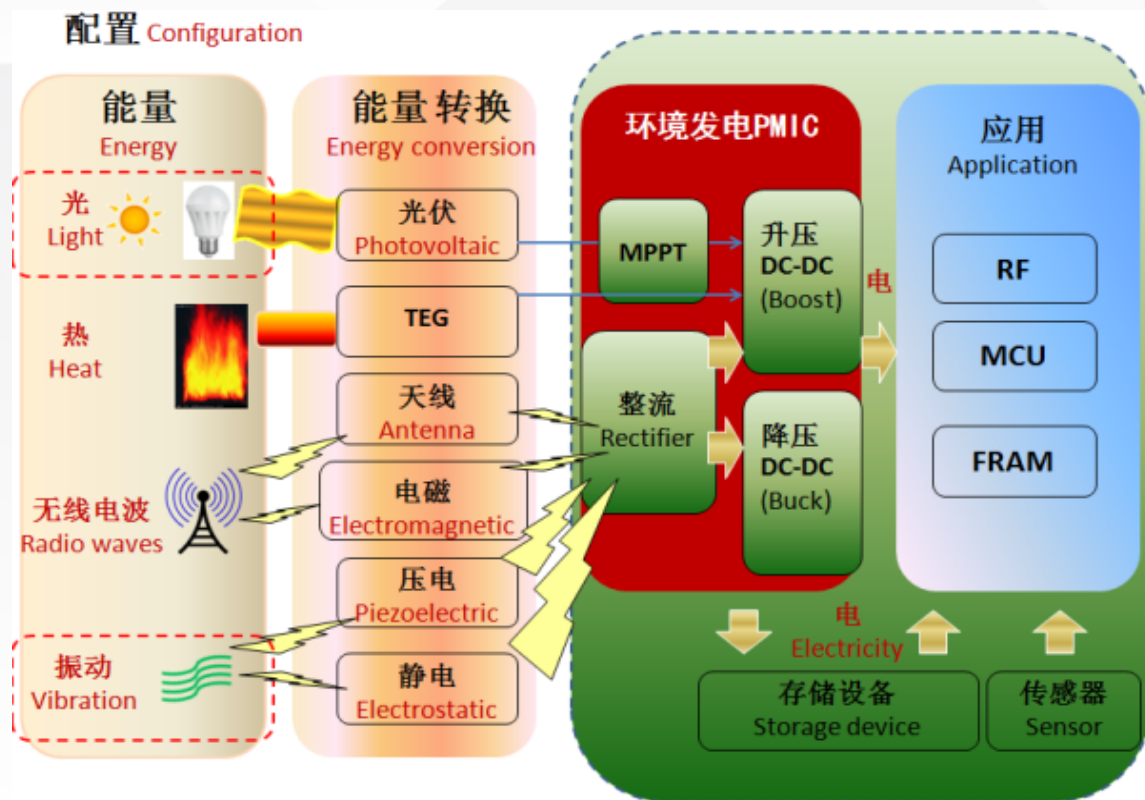 配置 Configuration
能量
Energy
光
Light
热
Heat
无线电波
Radio waves
振动
Vibration
能量 转换
Energy conversion
光伏
Photovoltaic
TEG
天线
Antenna
电磁
Electromagnetic
压电
Piezoelectric
静电
Electrostatic
环境发电PMIC
MPPT
升压
DC-DC
(Boost)
整流
Rectifier
降压
DC-DC
(Buck)
电
应用
Application
RF
MCU
FRAM
电
Electricity
存储设备
Storage device
传感器
Sensor